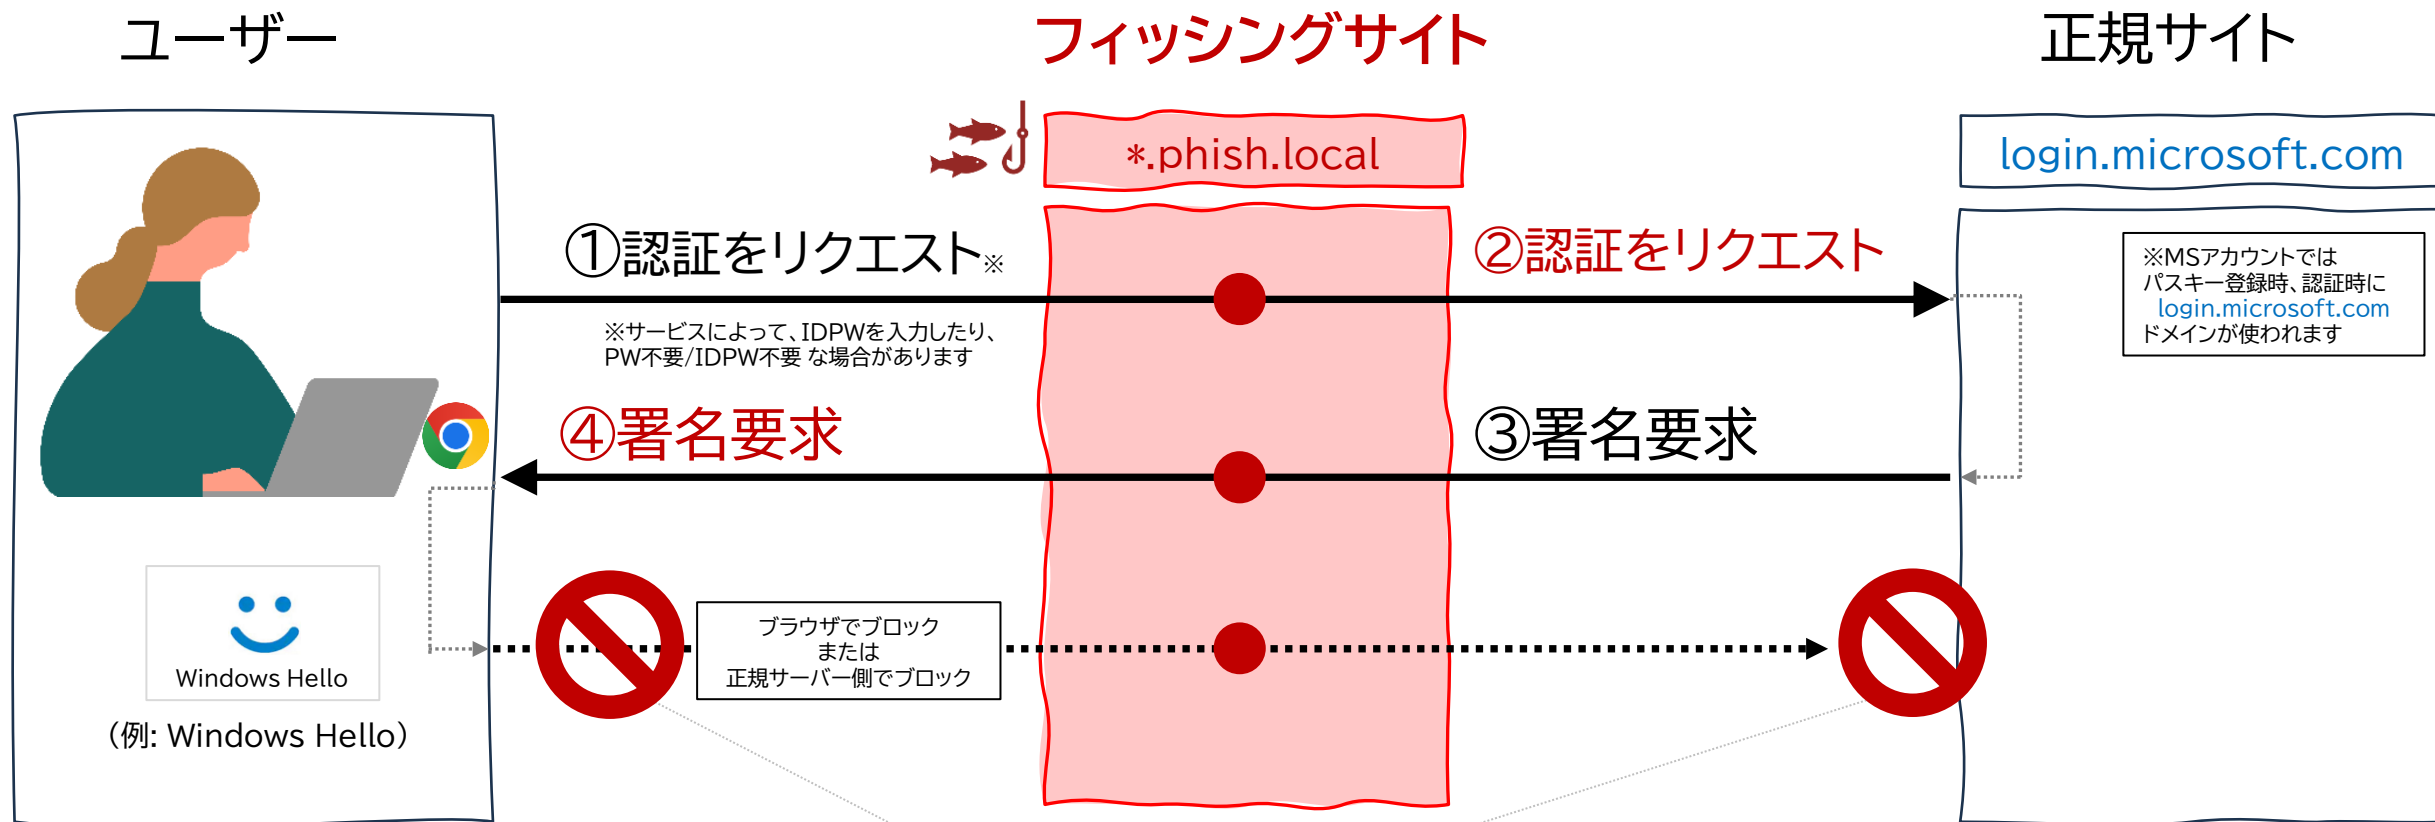 ユーザー
フィッシングサイト
正規サイト
*.phish.local
login.microsoft.com
①認証をリクエスト※
②認証をリクエスト
※MSアカウントでは
パスキー登録時、認証時に
login.microsoft.com
ドメインが使われます
※サービスによって、IDPWを入力したり、
PW不要/IDPW不要 な場合があります
④署名要求
③署名要求
ブラウザでブロック
または
正規サーバー側でブロック
Windows Hello
（例: Windows Hello）